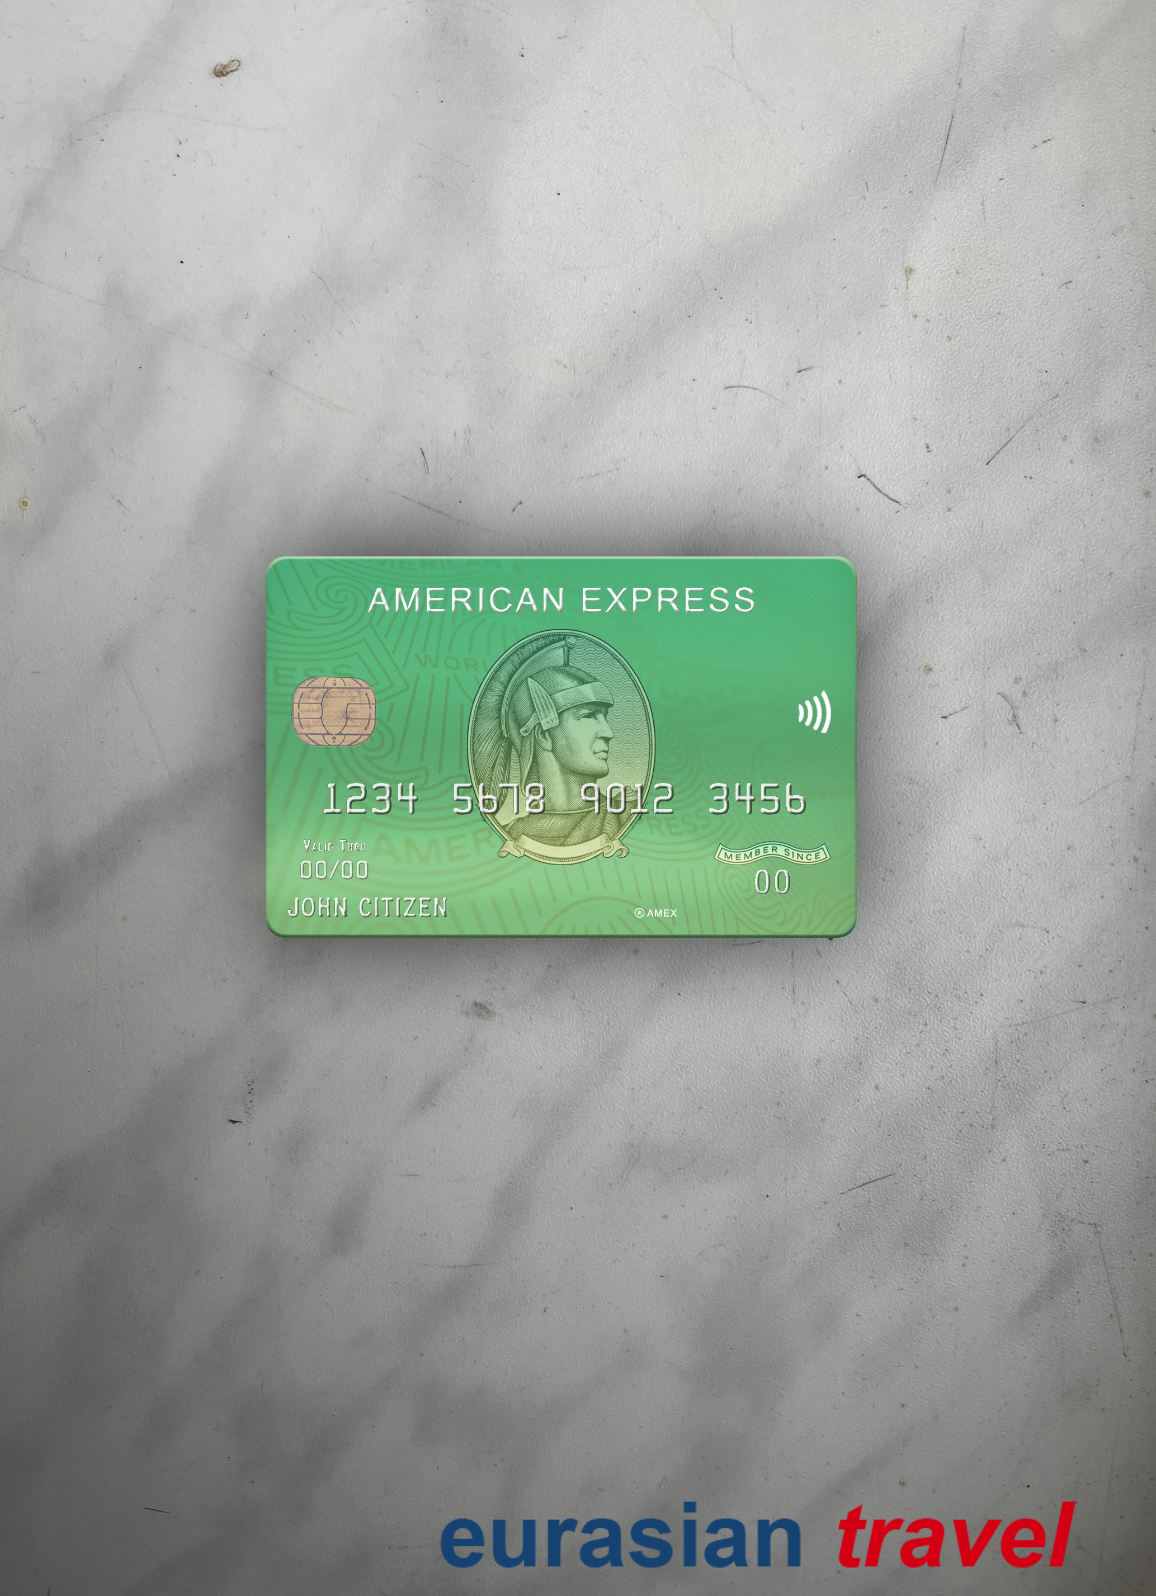 AMERICAN EXPRESS
1234 5678 9012 3456
Valid Thru
00/00
MEMBER SINCE
00
JOHN CITIZEN
AMEX
eurasian travel